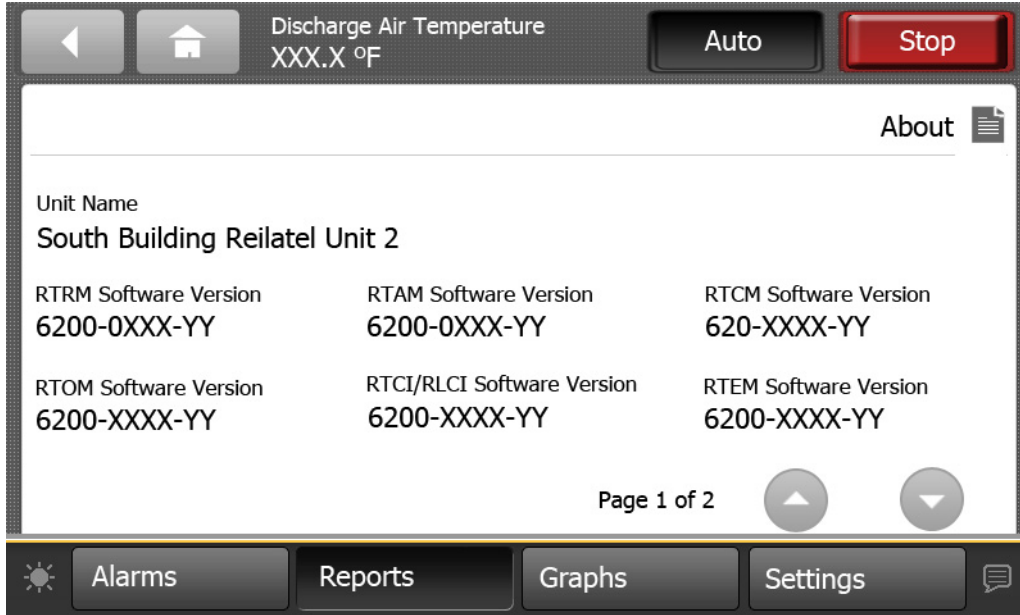 Discharge Air Temperature
XXX.X ºF
Auto
Stop
About
Unit Name
South Building Reilatel Unit 2
RTRM Software Version
6200-0XXX-YY
RTAM Software Version
6200-0XXX-YY
RTCM Software Version
620-XXXX-YY
RTOM Software Version
6200-XXXX-YY
RTCI/RLCI Software Version
6200-XXXX-YY
RTEM Software Version
6200-XXXX-YY
Page 1 of 2
Alarms
Reports
Graphs
Settings